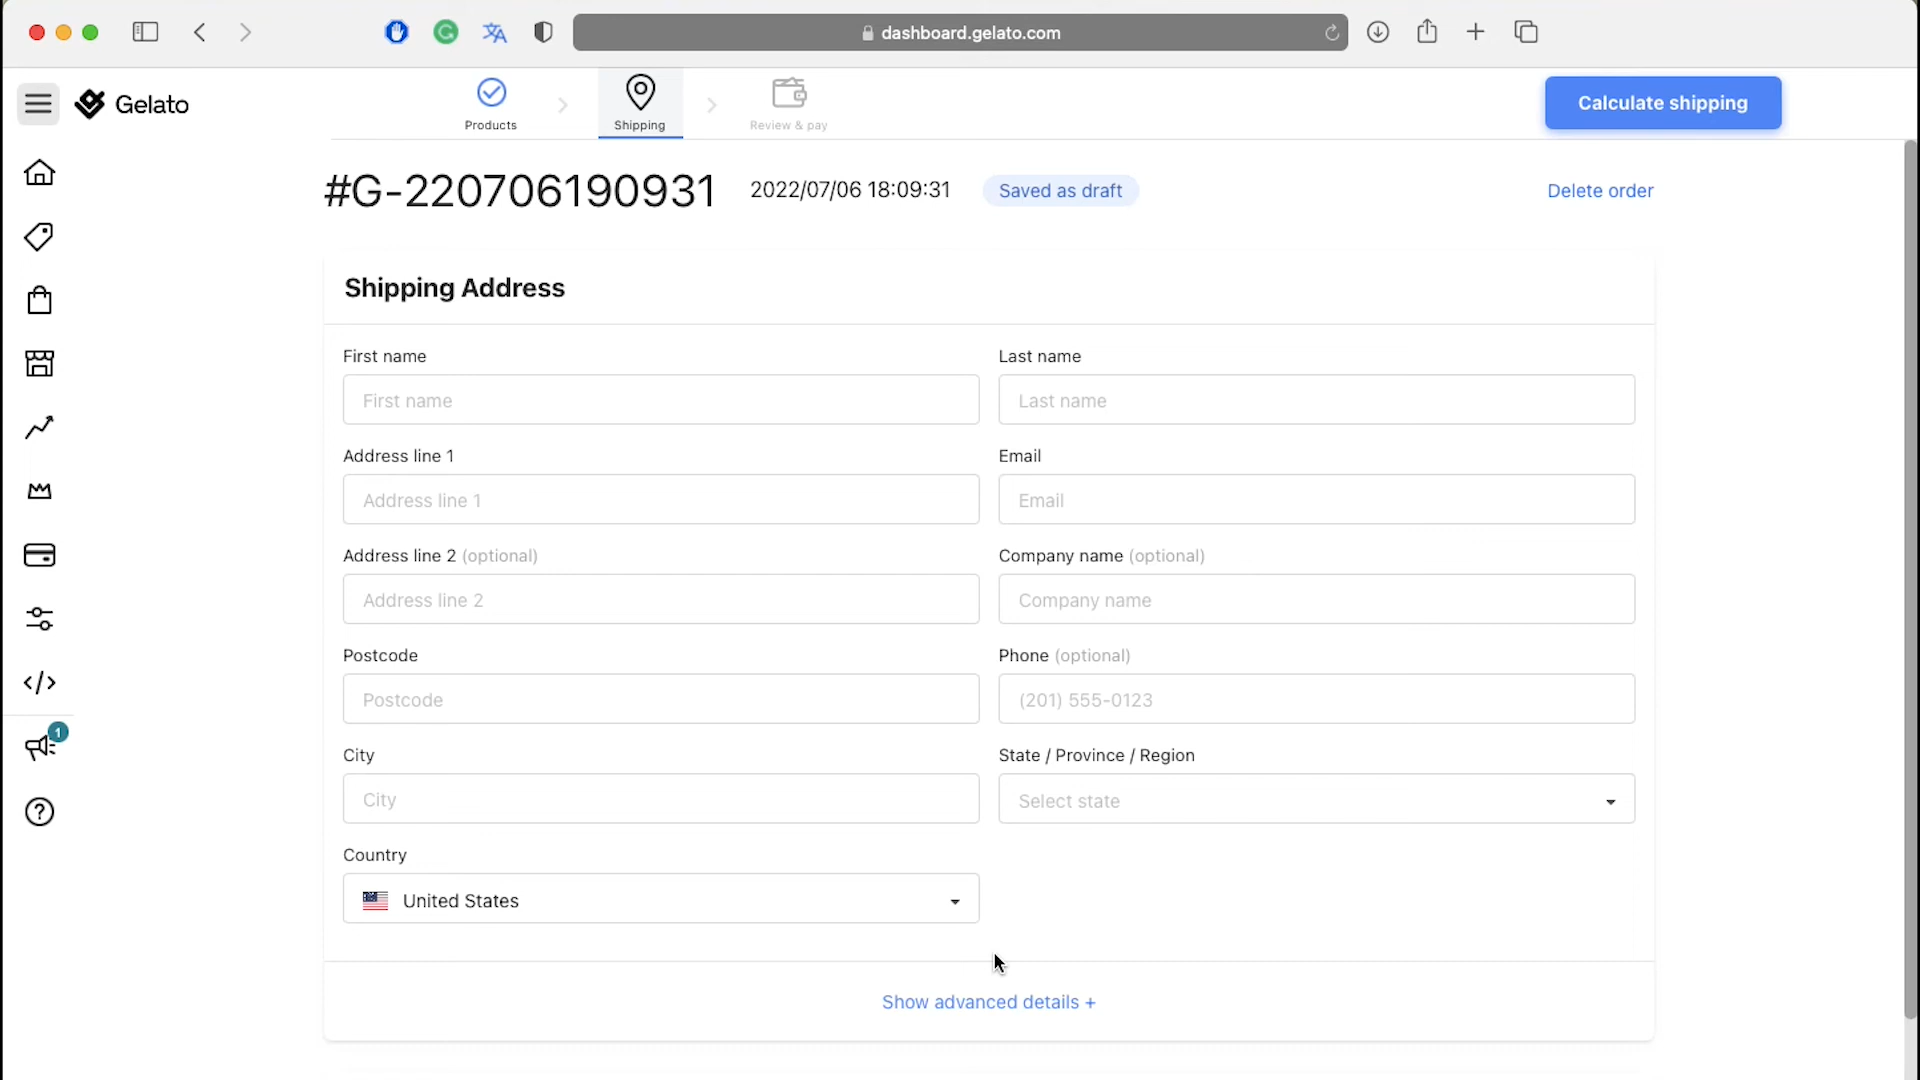 dashboard.gelato.com
Gelato
Products
Shipping
Review & pay
Calculate shipping
#G-220706190931 2022/07/06 18:09:31 Saved as draft Delete order
Shipping Address
First name Last name
First name Last name
Address line 1 Email
Address line 1 Email
Address line 2 (optional) Company name (optional)
Address line 2 Company name
Postcode Phone (optional)
Postcode (201) 555-0123
City State / Province / Region
City Select state
Country
United States
1
Show advanced details +